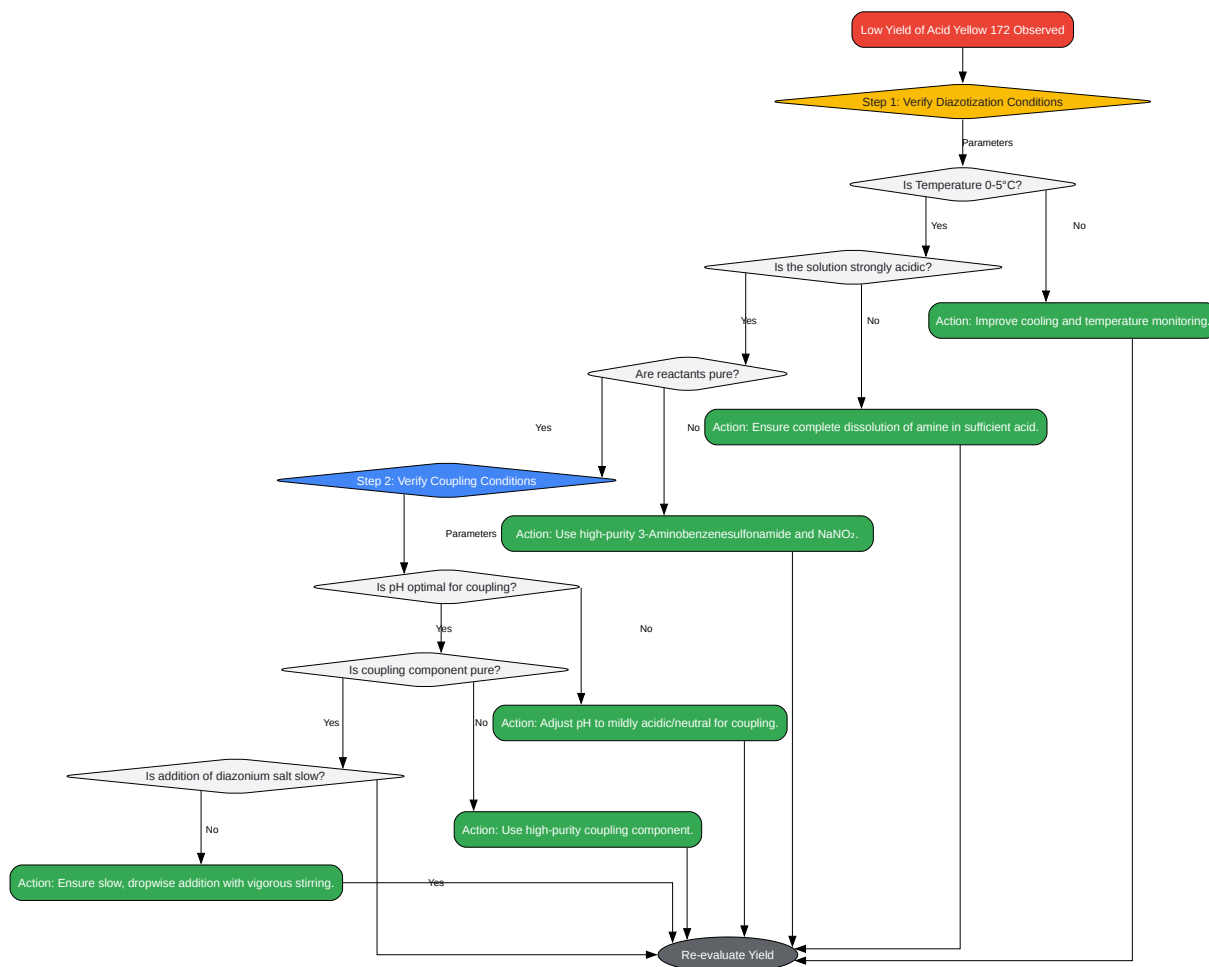 Low Yield of Acid Yellow 172 Observed
Step 1: Verify Diazotization Conditions
Parameters
Is Temperature 0-5°C?
Yes
No
Is the solution strongly acidic?
Yes
No
Action: Improve cooling and temperature monitoring.
Are reactants pure?
Yes
No
Action: Ensure complete dissolution of amine in sufficient acid.
Step 2: Verify Coupling Conditions
Parameters
Action: Use high-purity 3-Aminobenzenesulfonamide and NaNO₂.
Is pH optimal for coupling?
Yes
No
Is coupling component pure?
Yes
No
Action: Adjust pH to mildly acidic/neutral for coupling.
Is addition of diazonium salt slow?
No
Action: Use high-purity coupling component.
Action: Ensure slow, dropwise addition with vigorous stirring.
Yes
Re-evaluate Yield